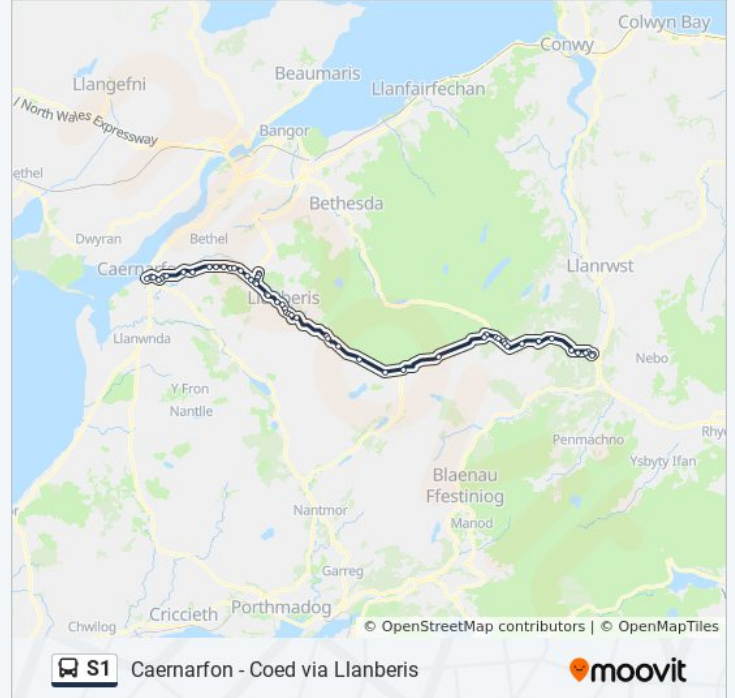 Colwyn Bay
Conwy
Beaumaris
Llangefni
Llanfairfechan
/ North Wales Expressway
Bangor
ethel
Bethesda
Dwyran
Bethel
Caernarfo
Llanrwst
Llanberis
Llanwnda
Nebo
Y Fron
Nantlle
Penmachno
Rhy
Ysbyty Ifan
Blaenau
Ffestiniog
Nantmor
Manod
Garreg
Porthmadog
Criccieth
Chwilog
© OpenStreetMap contributors | © OpenMapTiles
S1 Caernarfon - Coed via Llanberis
moovit